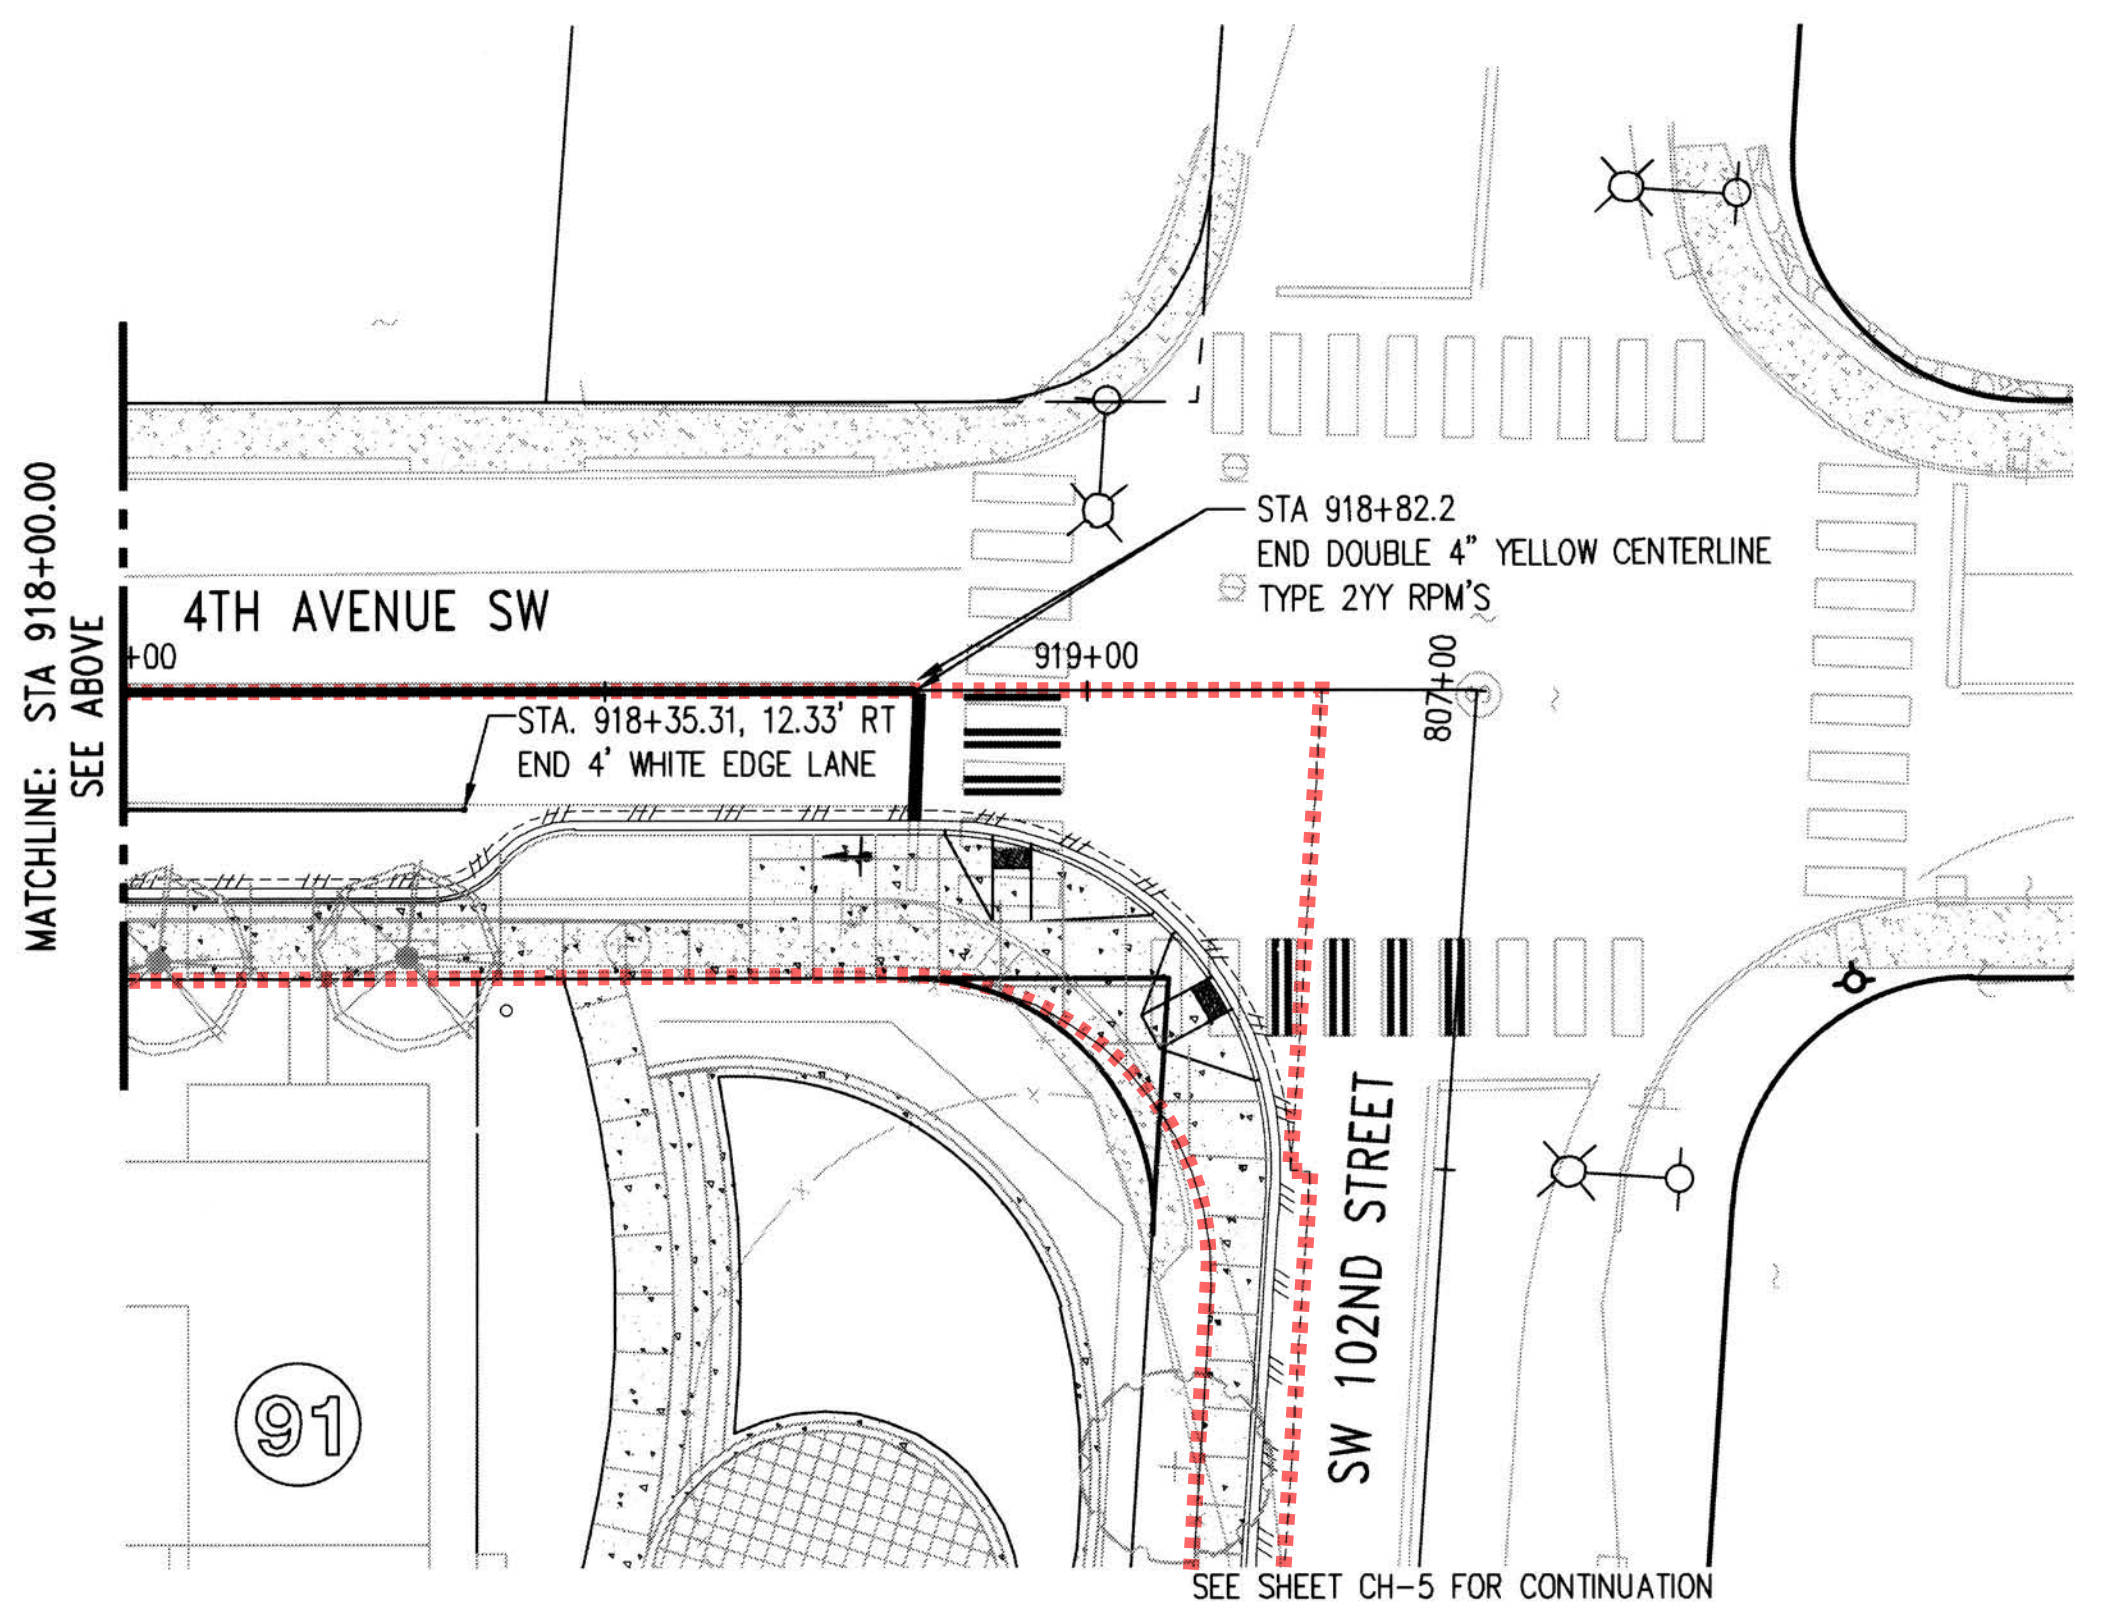 MATCHLINE: STA 918+00.00
SEE ABOVE
4TH AVENUE SW
+00
STA 918+82.2
END DOUBLE 4" YELLOW CENTERLINE
TYPE 2YY RPM'S
919+00
807+00
STA. 918+35.31, 12.33' RT
END 4' WHITE EDGE LANE
SW 102ND STREET
91
SEE SHEET CH-5 FOR CONTINUATION